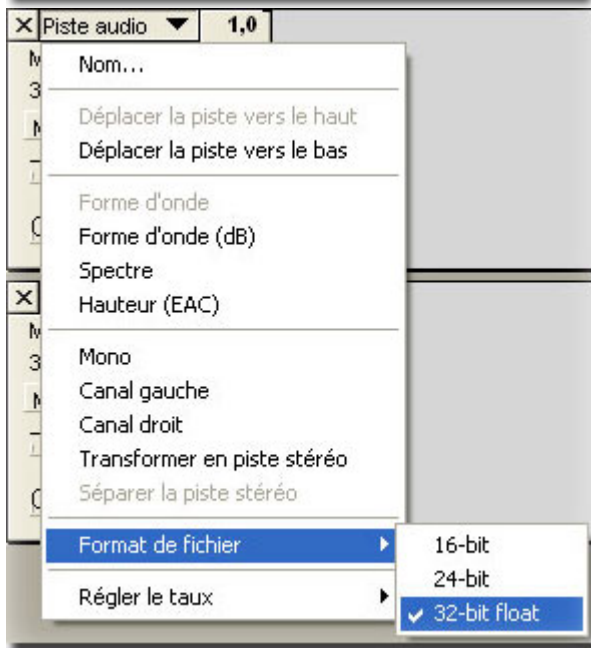 Piste audio 1,0
Nom...
Déplacer la piste vers le haut
Déplacer la piste vers le bas
Forme d'onde
Forme d'onde (dB)
Spectre
Hauteur (EAC)
Mono
Canal gauche
Canal droit
Transformer en piste stéréo
Séparer la piste stéréo
Format de fichier
16-bit
24-bit
32-bit float
Régler le taux